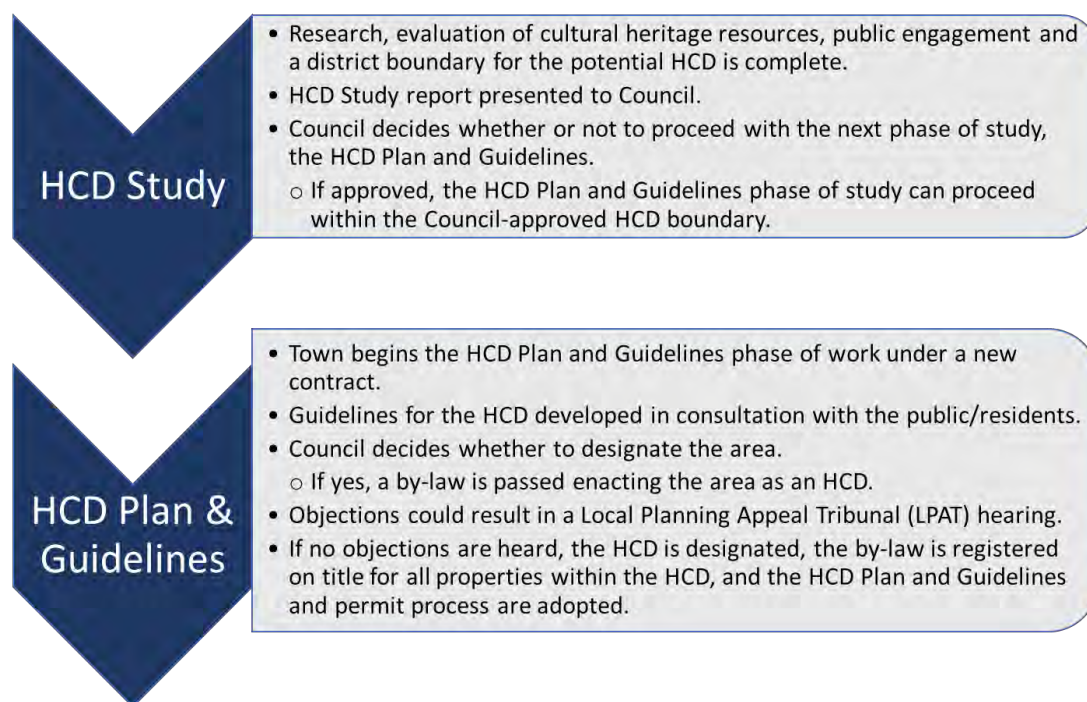 HCD Study
• Research, evaluation of cultural heritage resources, public engagement and
a district boundary for the potential HCD is complete.
• HCD Study report presented to Council.
• Council decides whether or not to proceed with the next phase of study,
the HCD Plan and Guidelines.
o If approved, the HCD Plan and Guidelines phase of study can proceed
within the Council-approved HCD boundary.
HCD Plan &
Guidelines
• Town begins the HCD Plan and Guidelines phase of work under a new
contract.
• Guidelines for the HCD developed in consultation with the public/residents.
• Council decides whether to designate the area.
o If yes, a by-law is passed enacting the area as an HCD.
• Objections could result in a Local Planning Appeal Tribunal (LPAT) hearing.
• If no objections are heard, the HCD is designated, the by-law is registered
on title for all properties within the HCD, and the HCD Plan and Guidelines
and permit process are adopted.